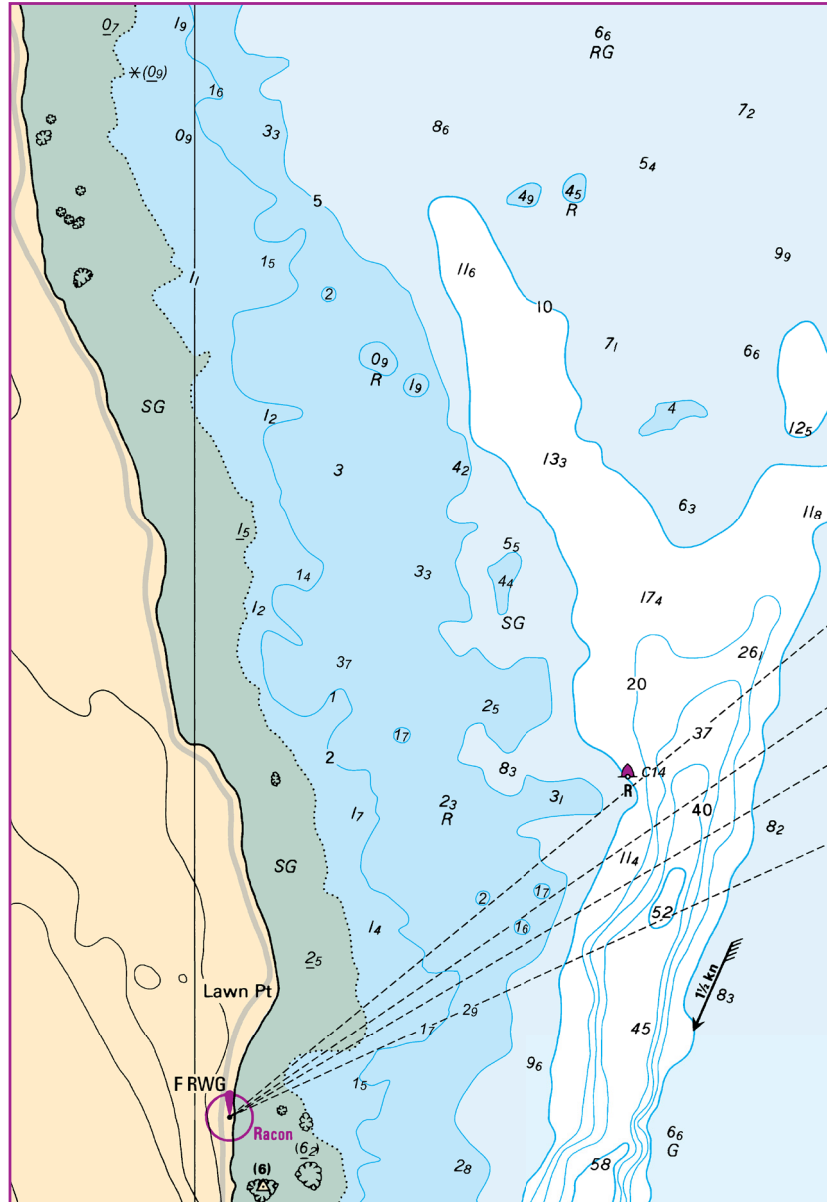 0₇ 1₉ 6₆
RG
(0₉)
1₆ 7₂
0₉ 3₃ 8₆
5₄
4₉ 4₅
5 R
1₅ 11₆ 9₉
1₁
2 10
0₉ 7₁ 6₆
R 1₉
SG 1₂ 4
12₅
3 4₂ 13₃
6₃ 11₈
1₅
5₅
1₄ 3₃ 4₄
1₂ 17₄
SG
3₇ 26₁
1 20
2₅
1₇ 37
2 8₃ C14
R
2₃ 3₁
R 40
1₇ 8₂
11₄
SG
2 1₇
52
1₄ 1₆
2₅
1½ kn
Lawn Pt 8₃
2₉
1₇ 45
9₆
F RWG 1₅
Racon
6₆
G
(6₂)
(6) 2₈ 58